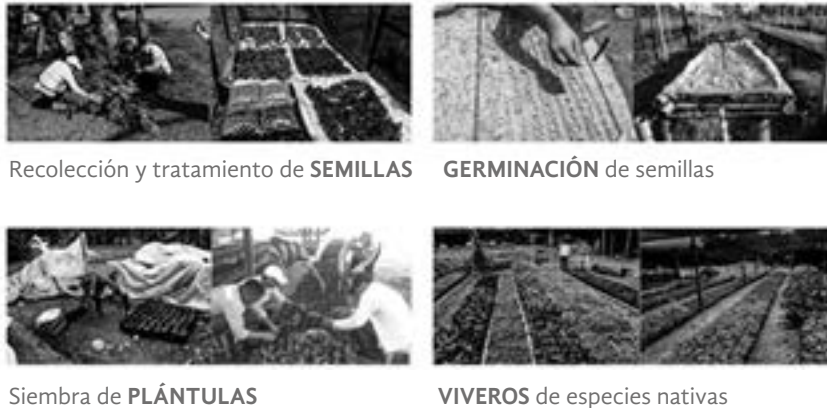 Recolección y tratamiento de SEMILLAS
GERMINACIÓN de semillas
Siembra de PLÁNTULAS
VIVEROS de especies nativas